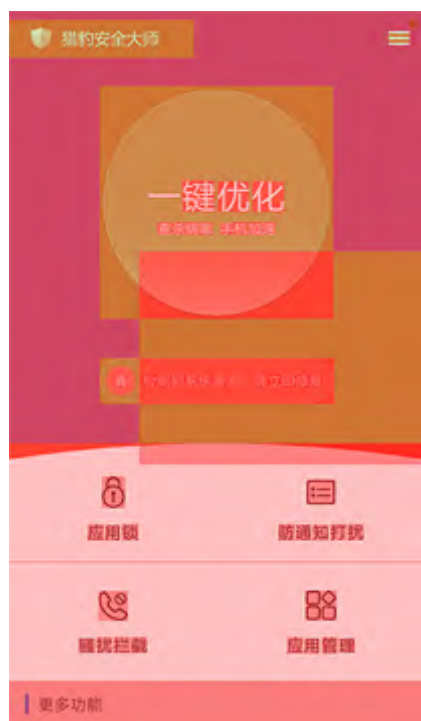 猎豹安全大师
一键优化
查杀病毒 手机加速
应用锁
防通知打扰
骚扰拦截
应用管理
更多功能